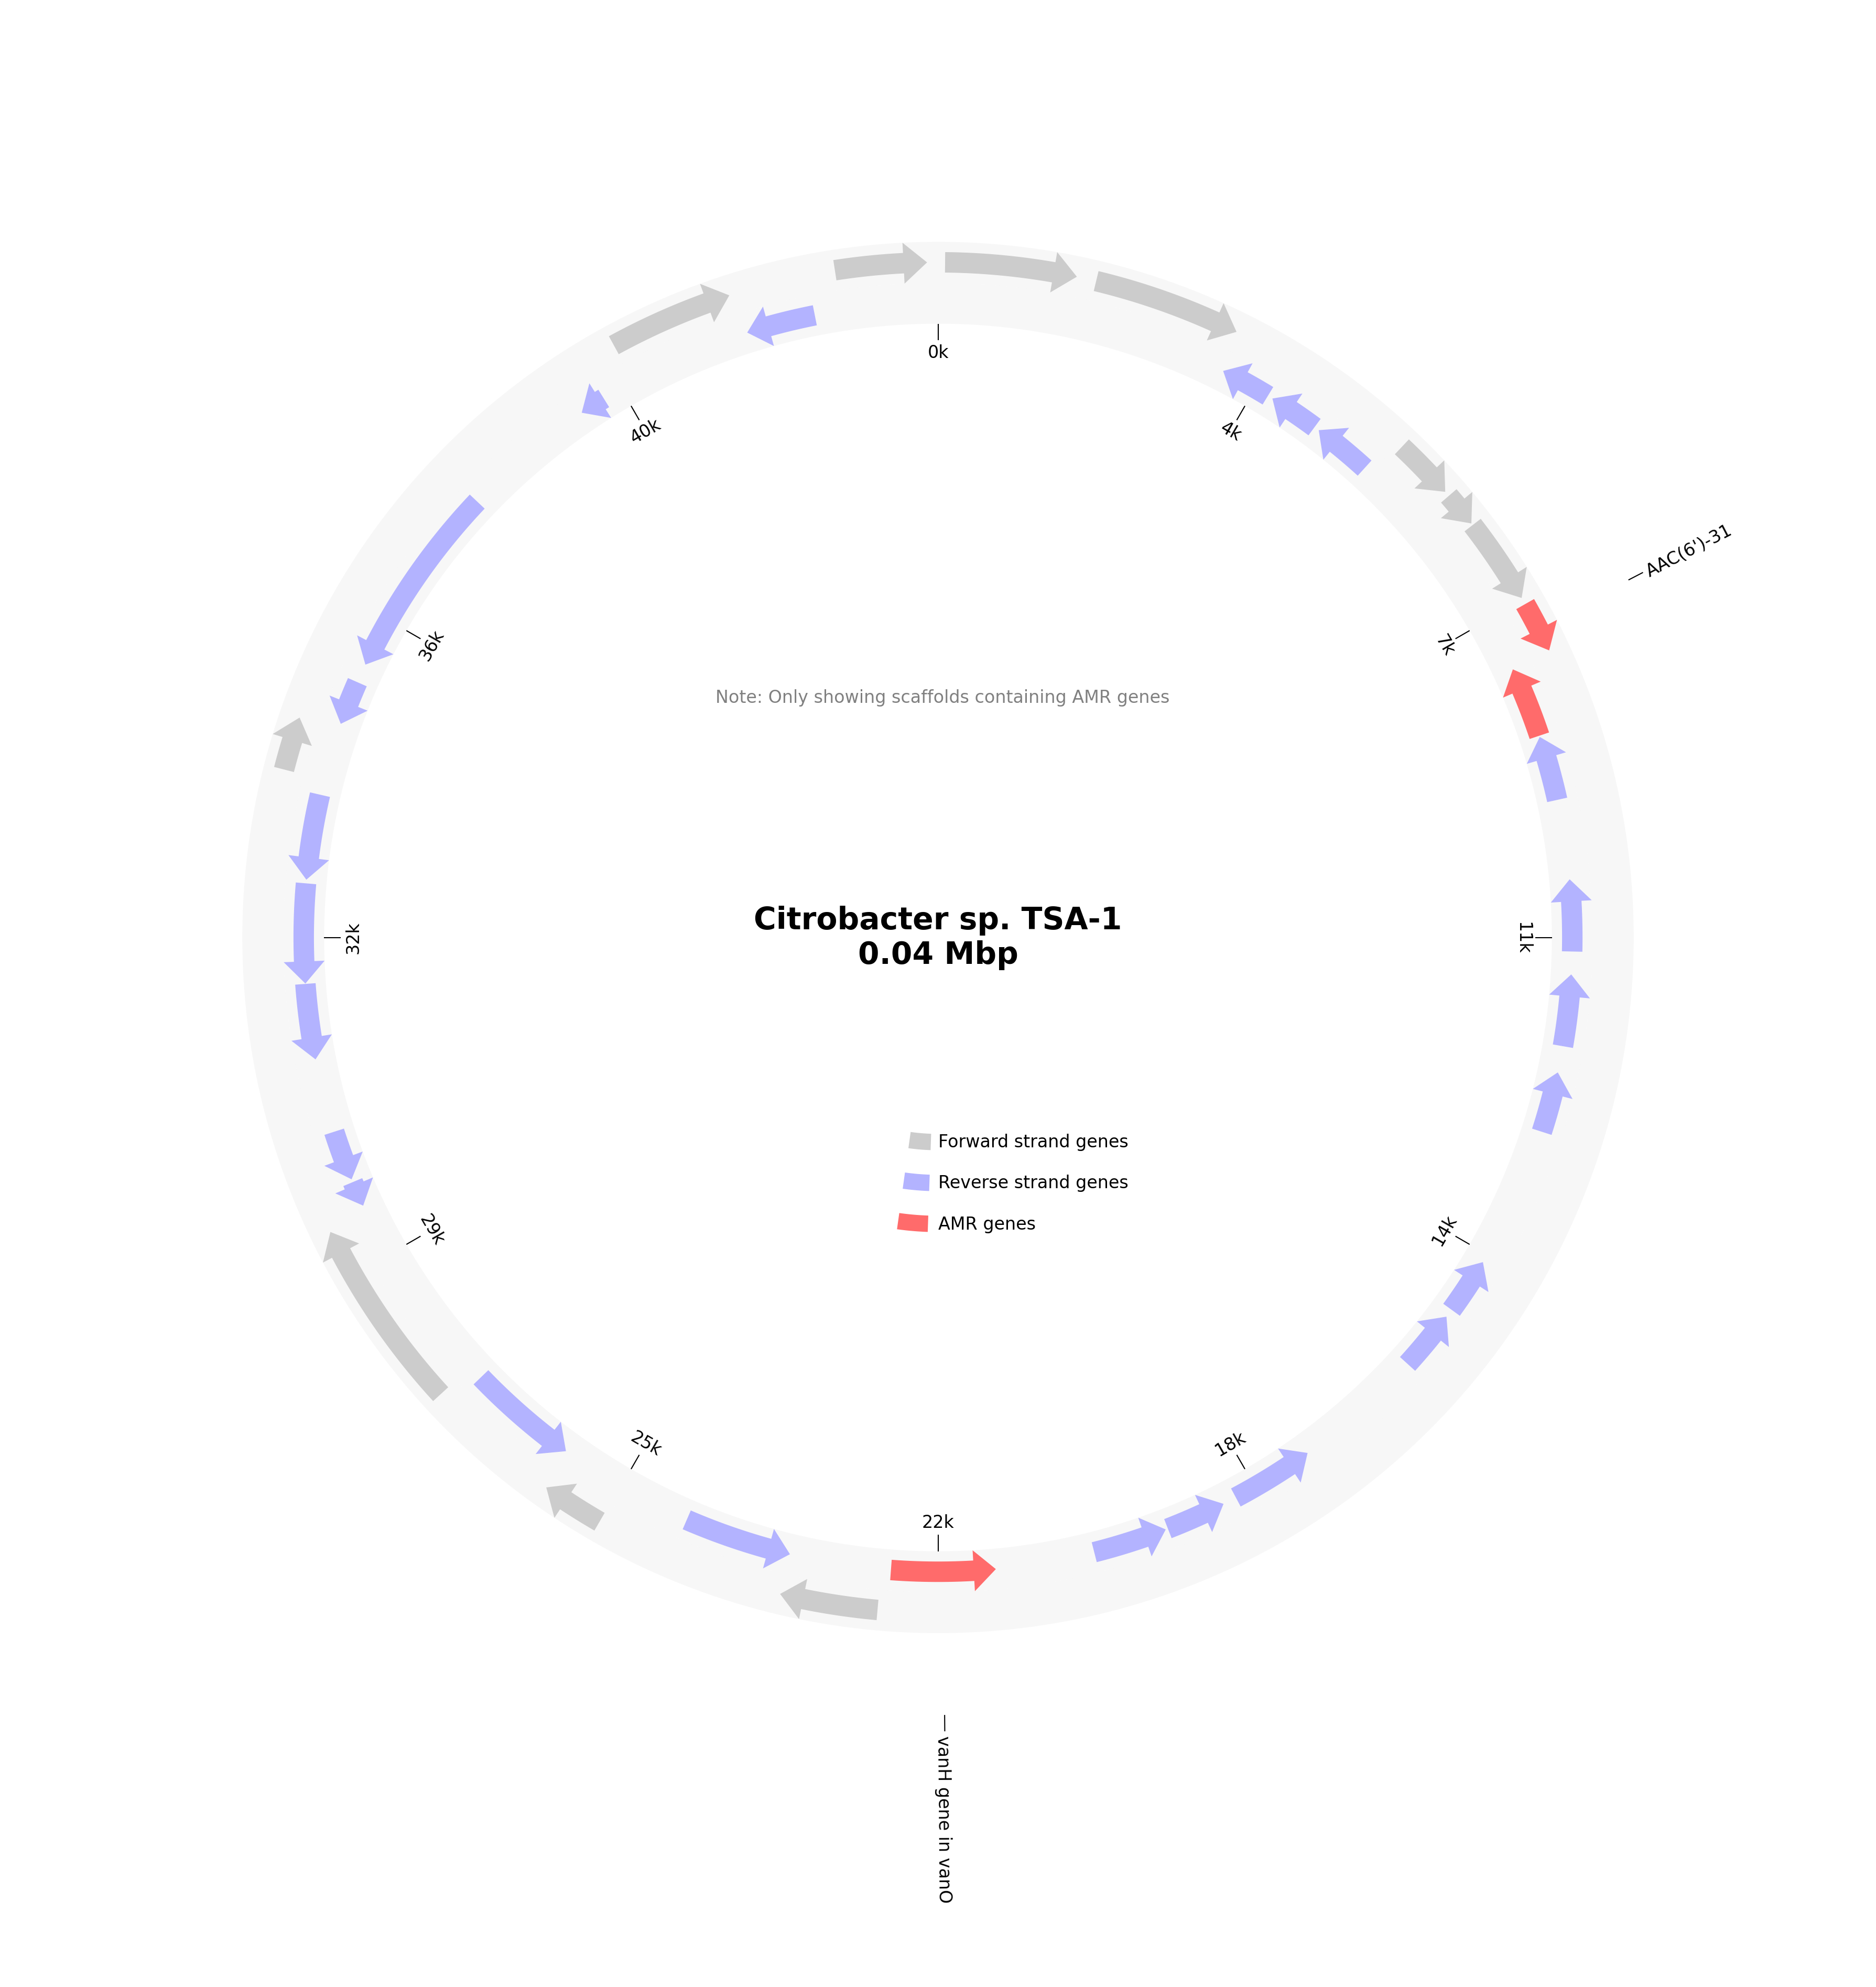 0k
4k
AAC(6')-31
7k
11k
14k
18k
22k
25k
29k
32k
36k
40k
Note: Only showing scaffolds containing AMR genes
Citrobacter sp. TSA-1
0.04 Mbp
Forward strand genes
Reverse strand genes
AMR genes
vanH gene in vanO